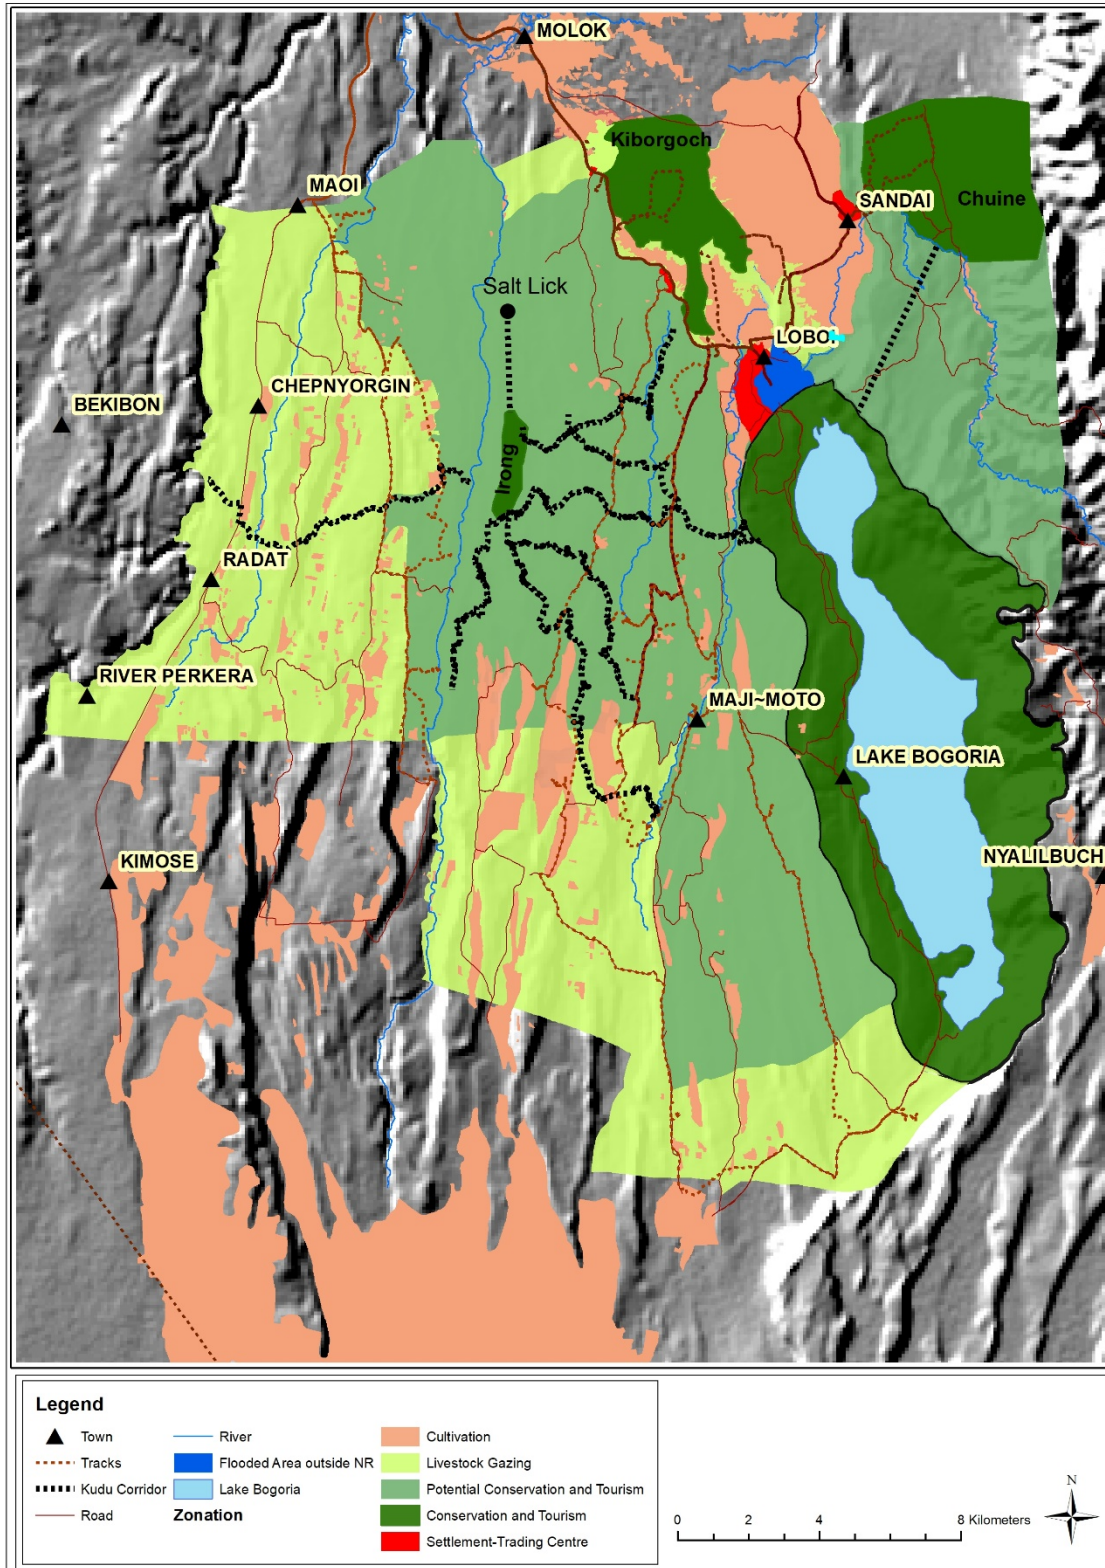 MOLOK
Kiborgoch
MAOI
SANDAI
Chuine
Salt Lick
LOBOI
CHEPNYORGIN
BEKIBON
Irong
RADAT
RIVER PERKERA
MAJI~MOTO
LAKE BOGORIA
KIMOSE
NYALILBUCH
Legend
Town
Tracks
Kudu Corridor
Road
River
Flooded Area outside NR
Lake Bogoria
Zonation
Cultivation
Livestock Gazing
Potential Conservation and Tourism
Conservation and Tourism
Settlement-Trading Centre
0 2 4 8 Kilometers
N